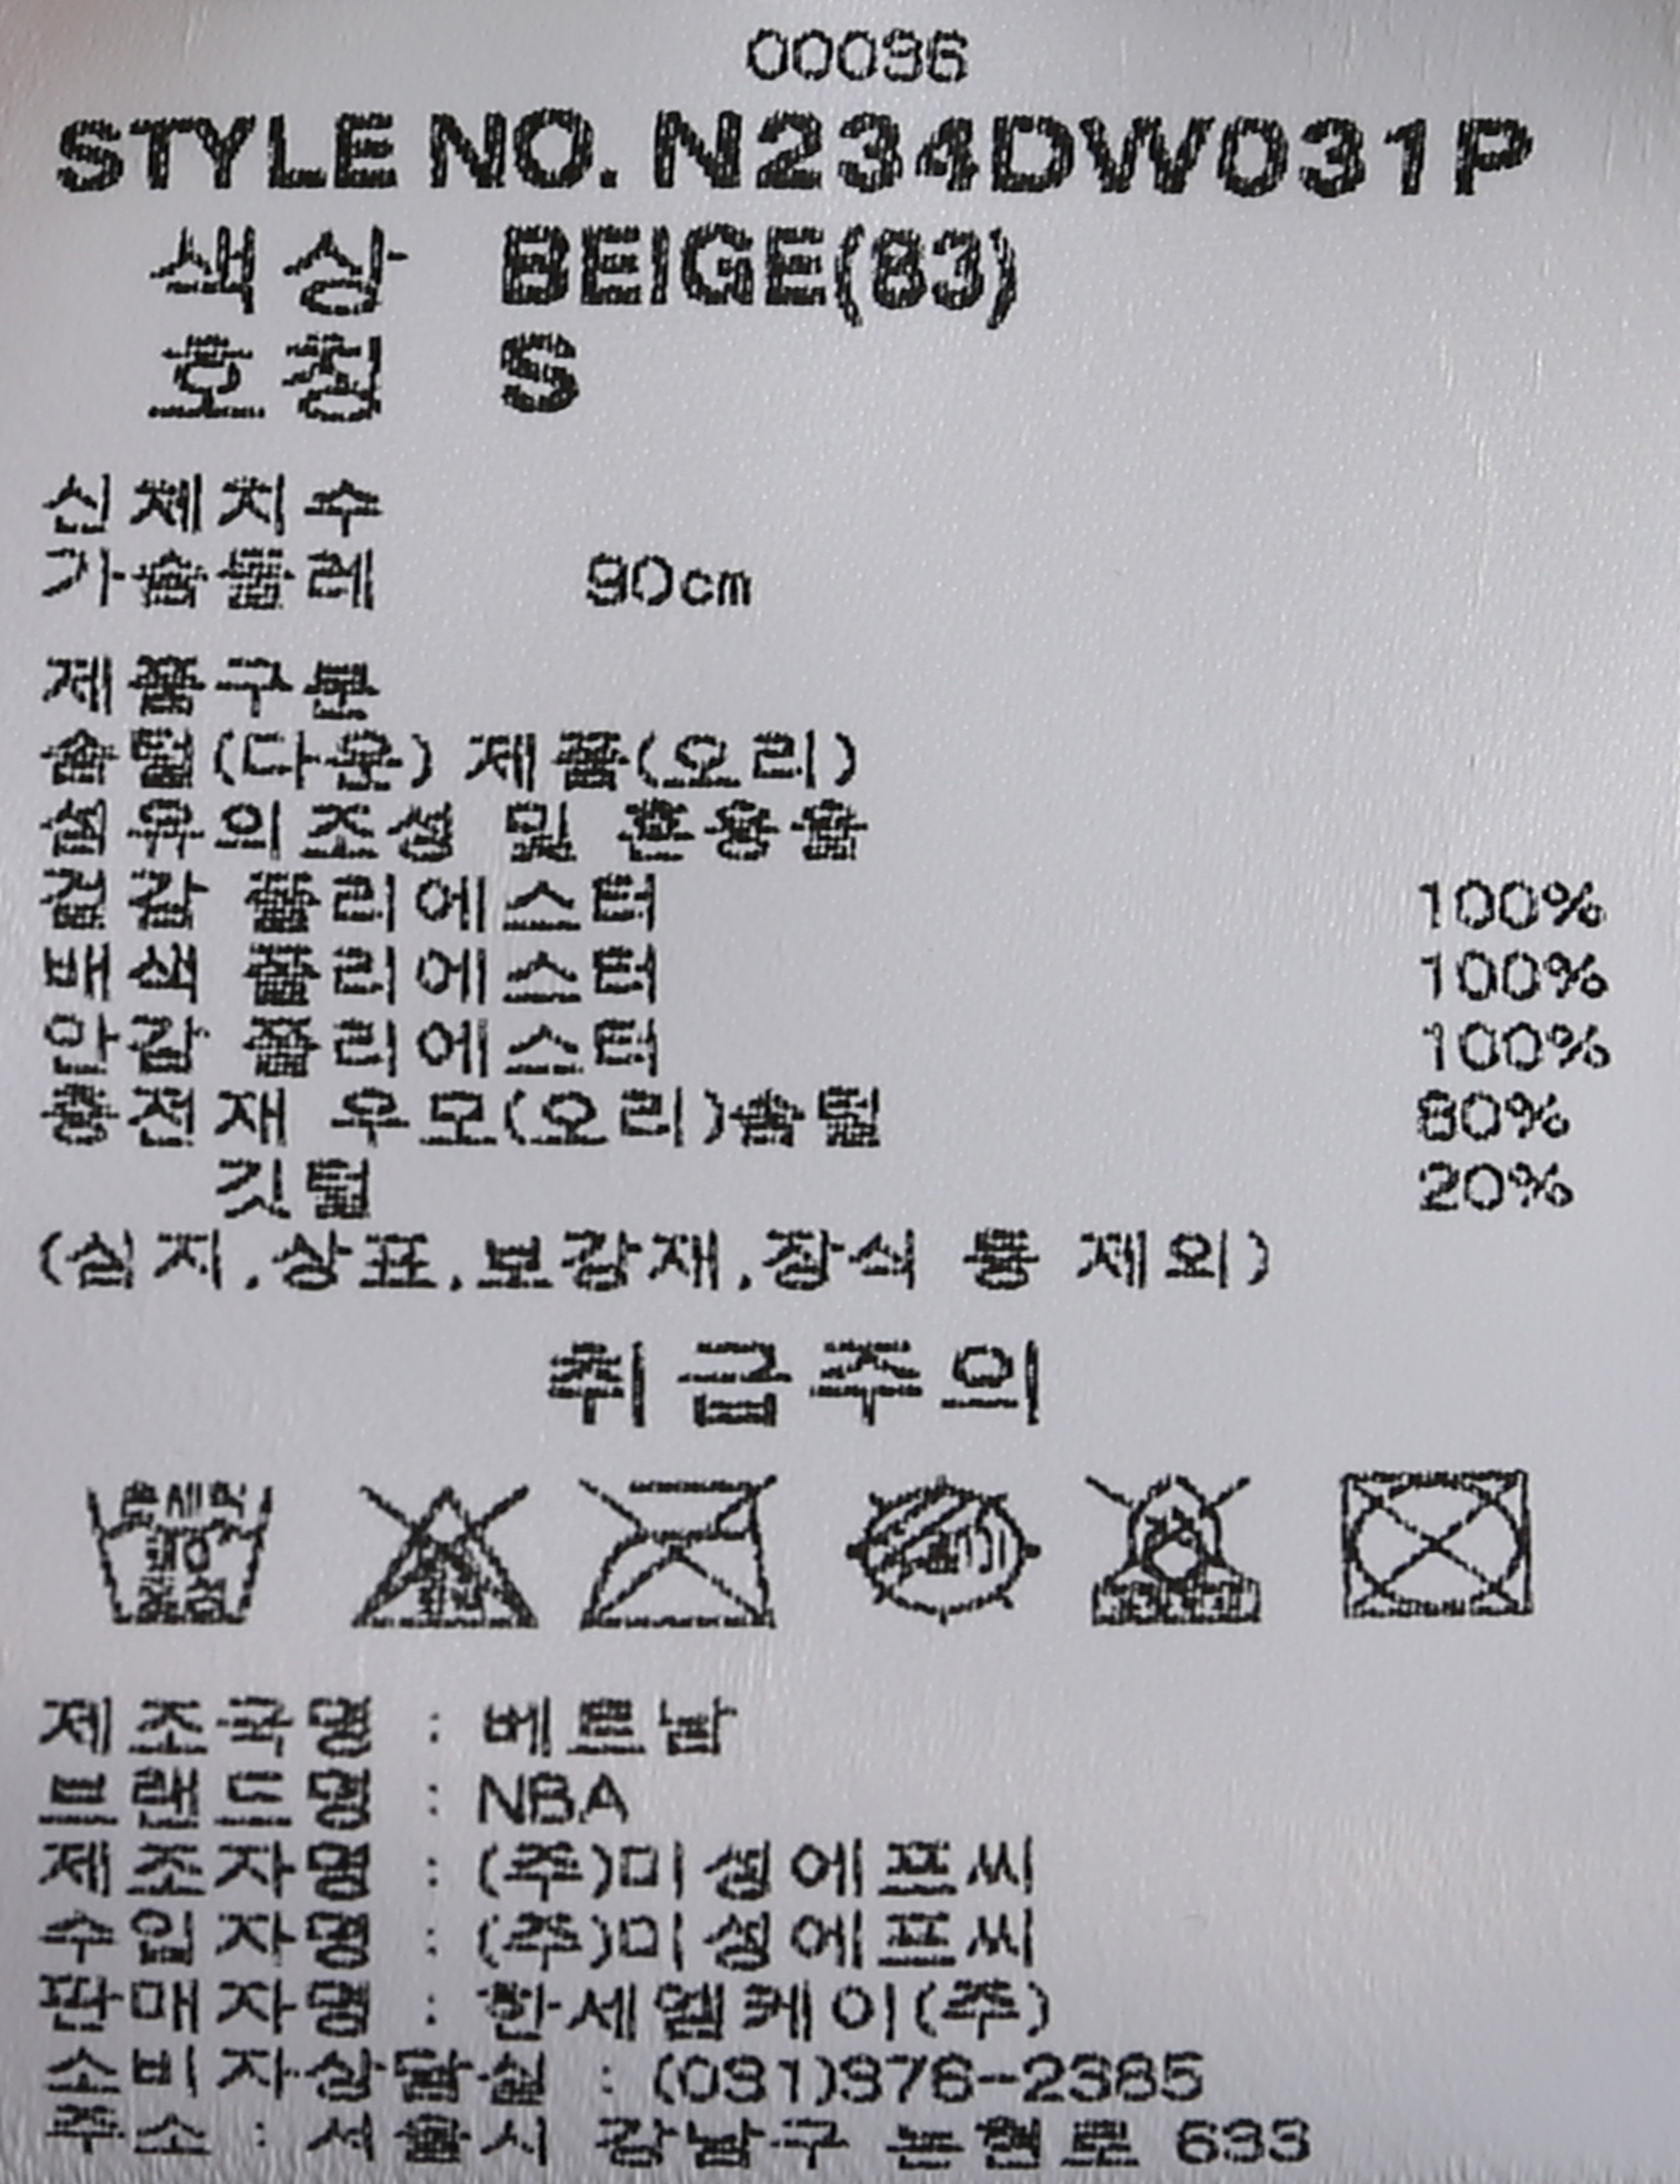 00036
STYLE NO. N234DW031P
색상 BEIGE(83)
호칭 S
신체치수
가슴둘레 90cm
제품구분
솜털(다운) 제품(오리)
섬유의조성 및 혼용율
겉감 폴리에스터 100%
배색 폴리에스터 100%
안감 폴리에스터 100%
충전재 우모(오리)솜털 80%
깃털 20%
(심지,상표,보강재,장식 등 제외)
취급주의
손세탁
중성
제조국명 : 베트남
브랜드명 : NBA
제조자명 : (주)미성에프씨
수입자명 : (주)미성에프씨
판매자명 : 한세엠케이(주)
소비자상담실 : (031)376-2385
주소 : 서울시 강남구 논현로 633